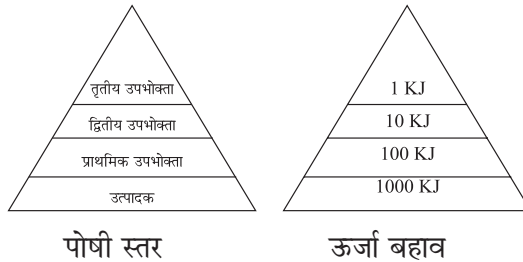 तृतीय उपभोक्ता
द्वितीय उपभोक्ता
प्राथमिक उपभोक्ता
उत्पादक
पोषी स्तर
1 KJ
10 KJ
100 KJ
1000 KJ
ऊर्जा बहाव